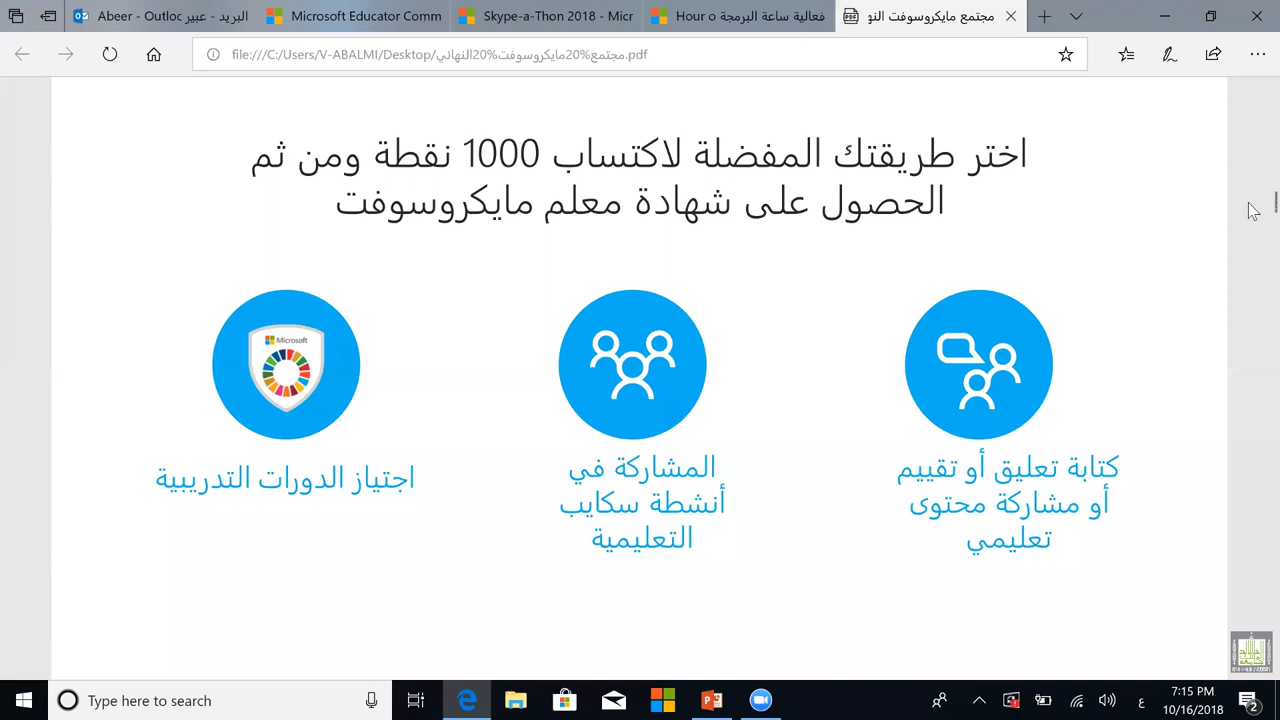 البريد - عبير Abeer - Outloc
Microsoft Educator Comm
Skype-a-Thon 2018 - Micr
فعالية ساعة البرمجة Hour o
مجتمع مايكروسوفت النو
file:///C:/Users/V-ABALMI/Desktop/مجتمع%20مايكروسوفت%20النهائي.pdf
اختر طريقتك المفضلة لاكتساب 1000 نقطة ومن ثم
الحصول على شهادة معلم مايكروسوفت
Microsoft
كتابة تعليق أو تقييم
أو مشاركة محتوى
تعليمي
المشاركة في
أنشطة سكايب
التعليمية
اجتياز الدورات التدريبية
Type here to search
ع
7:15 PM
10/16/2018
2